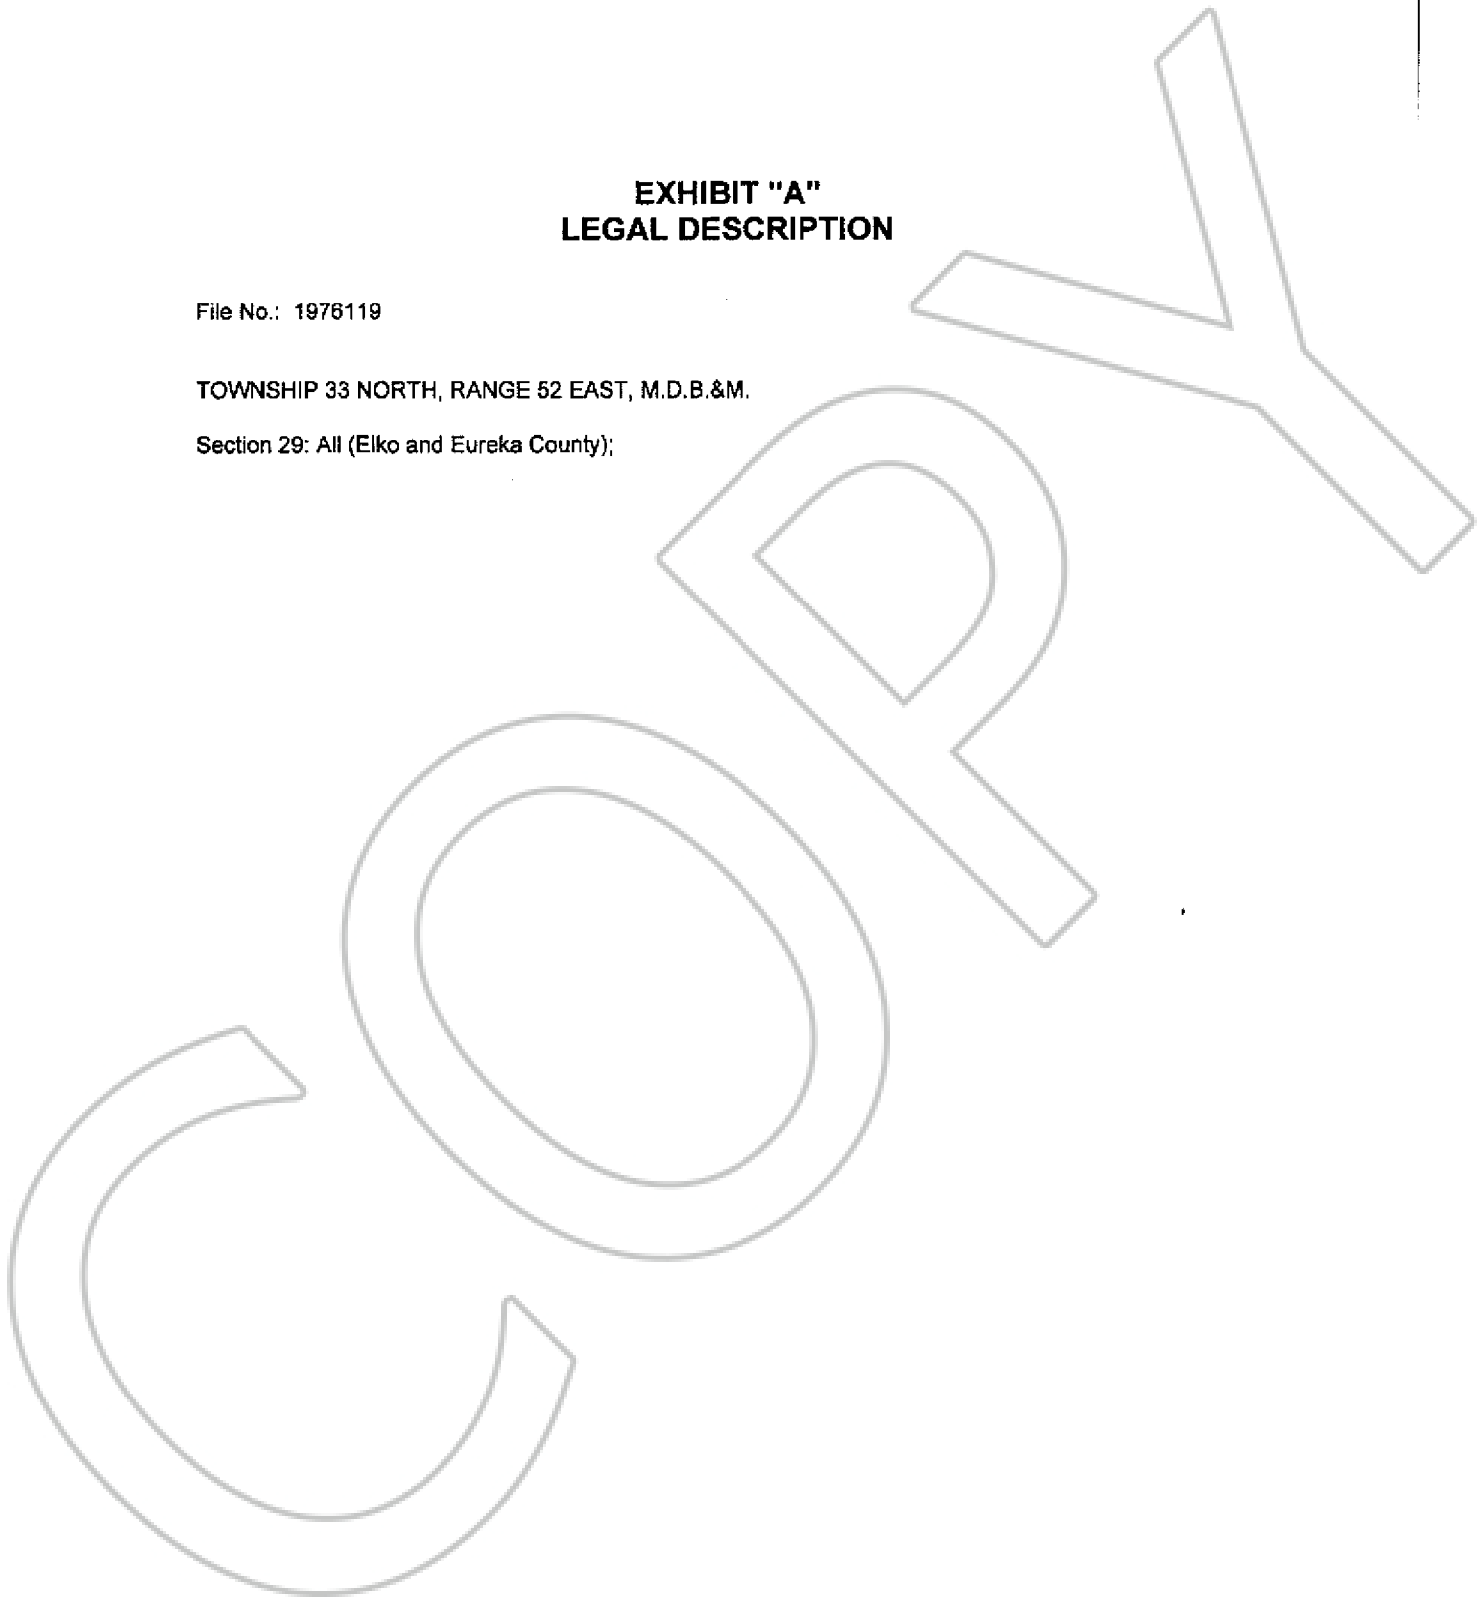 EXHIBIT "A"
LEGAL DESCRIPTION
File No.: 1976119
TOWNSHIP 33 NORTH, RANGE 52 EAST, M.D.B.&M.
Section 29: All (Elko and Eureka County);
COPY